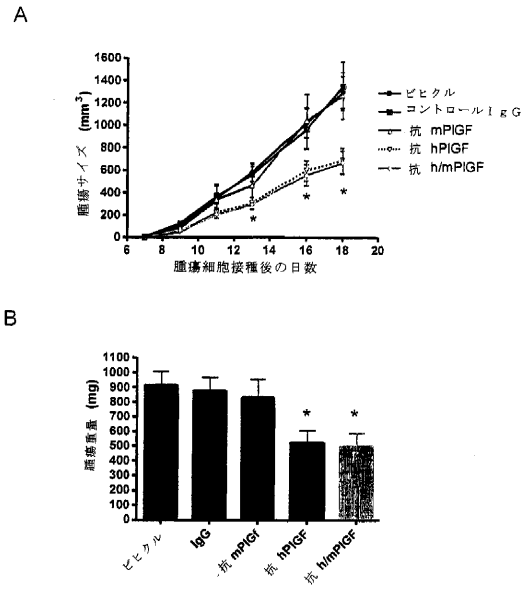 A
腫瘍サイズ (mm3)
1600
1400
1200
1000
800
600
400
200
0
6 8 10 12 14 16 18 20
* * *
腫瘍細胞接種後の日数
ビヒクル
コントロールIgG
抗 mPlGF
抗 hPlGF
抗 h/mPlGF
B
腫瘍重量 (mg)
1100
1000
900
800
700
600
500
400
300
200
100
0
* *
ビヒクル
IgG
抗 mPlGf
抗 hPlGF
抗 h/mPlGF